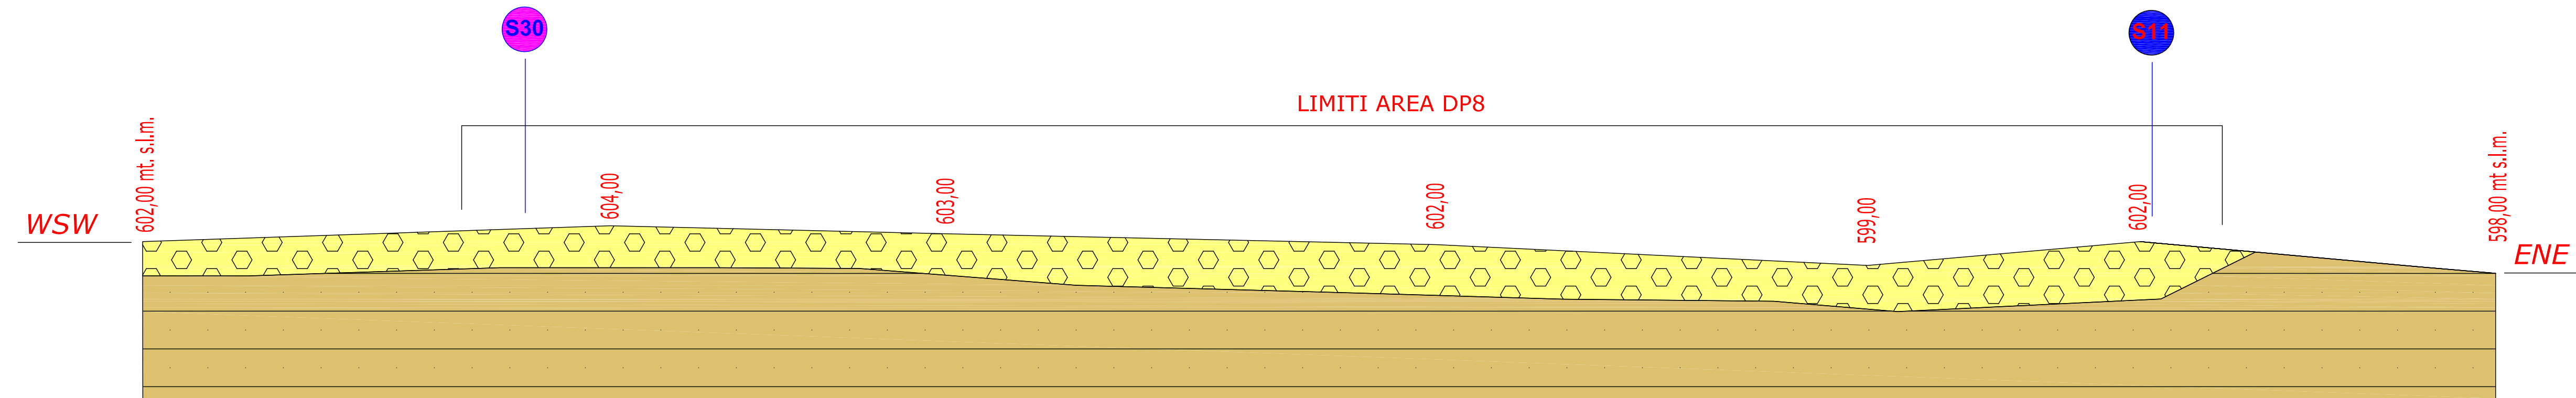 S30
S11
LIMITI AREA DP8
602,00 mt. s.l.m.
604,00
603,00
602,00
599,00
602,00
598,00 mt s.l.m.
WSW
ENE